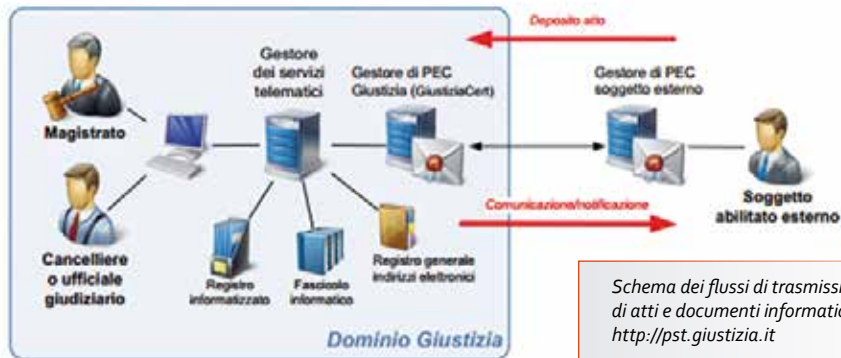 Deposito atto
Gestore
dei servizi
telematici
Gestore di PEC
Giustizia (GiustiziaCert)
Gestore di PEC
soggetto esterno
Magistrato
Soggetto
abilitato esterno
Comunicazione/notificazione
Cancelliere
o ufficiale
giudiziario
Registro
informatizzato
Fascicolo
informatico
Registro generale
indirizzi elettronici
Dominio Giustizia
Schema dei flussi di
di atti e documenti
http://pst.giustizia.it